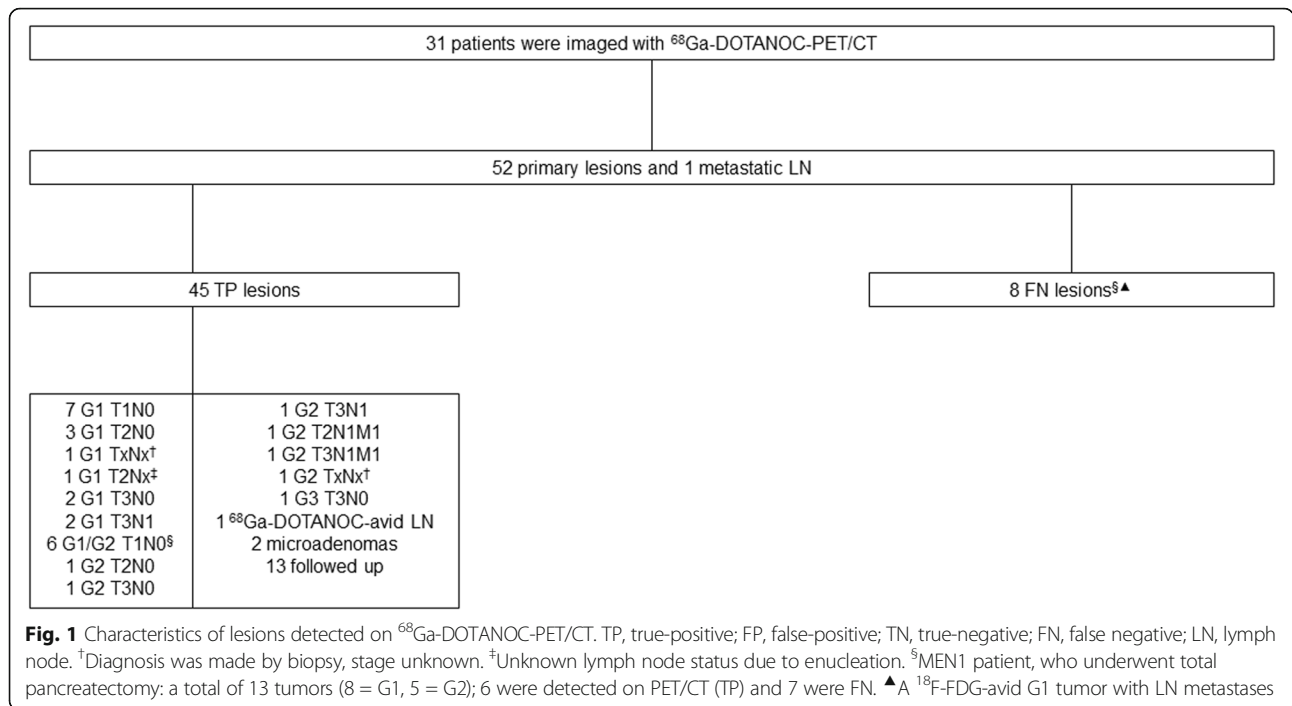 31 patients were imaged with ⁶⁸Ga-DOTANOC-PET/CT
52 primary lesions and 1 metastatic LN
45 TP lesions
8 FN lesions§▲
7 G1 T1N0
3 G1 T2N0
1 G1 TxNx†
1 G1 T2Nx‡
2 G1 T3N0
2 G1 T3N1
6 G1/G2 T1N0§
1 G2 T2N0
1 G2 T3N0
1 G2 T3N1
1 G2 T2N1M1
1 G2 T3N1M1
1 G2 TxNx†
1 G3 T3N0
1 ⁶⁸Ga-DOTANOC-avid LN
2 microadenomas
13 followed up
Fig. 1 Characteristics of lesions detected on ⁶⁸Ga-DOTANOC-PET/CT. TP, true-positive; FP, false-positive; TN, true-negative; FN, false negative; LN, lymph
node. †Diagnosis was made by biopsy, stage unknown. ‡Unknown lymph node status due to enucleation. §MEN1 patient, who underwent total
pancreatectomy: a total of 13 tumors (8 = G1, 5 = G2); 6 were detected on PET/CT (TP) and 7 were FN. ▲A ¹⁸F-FDG-avid G1 tumor with LN metastases